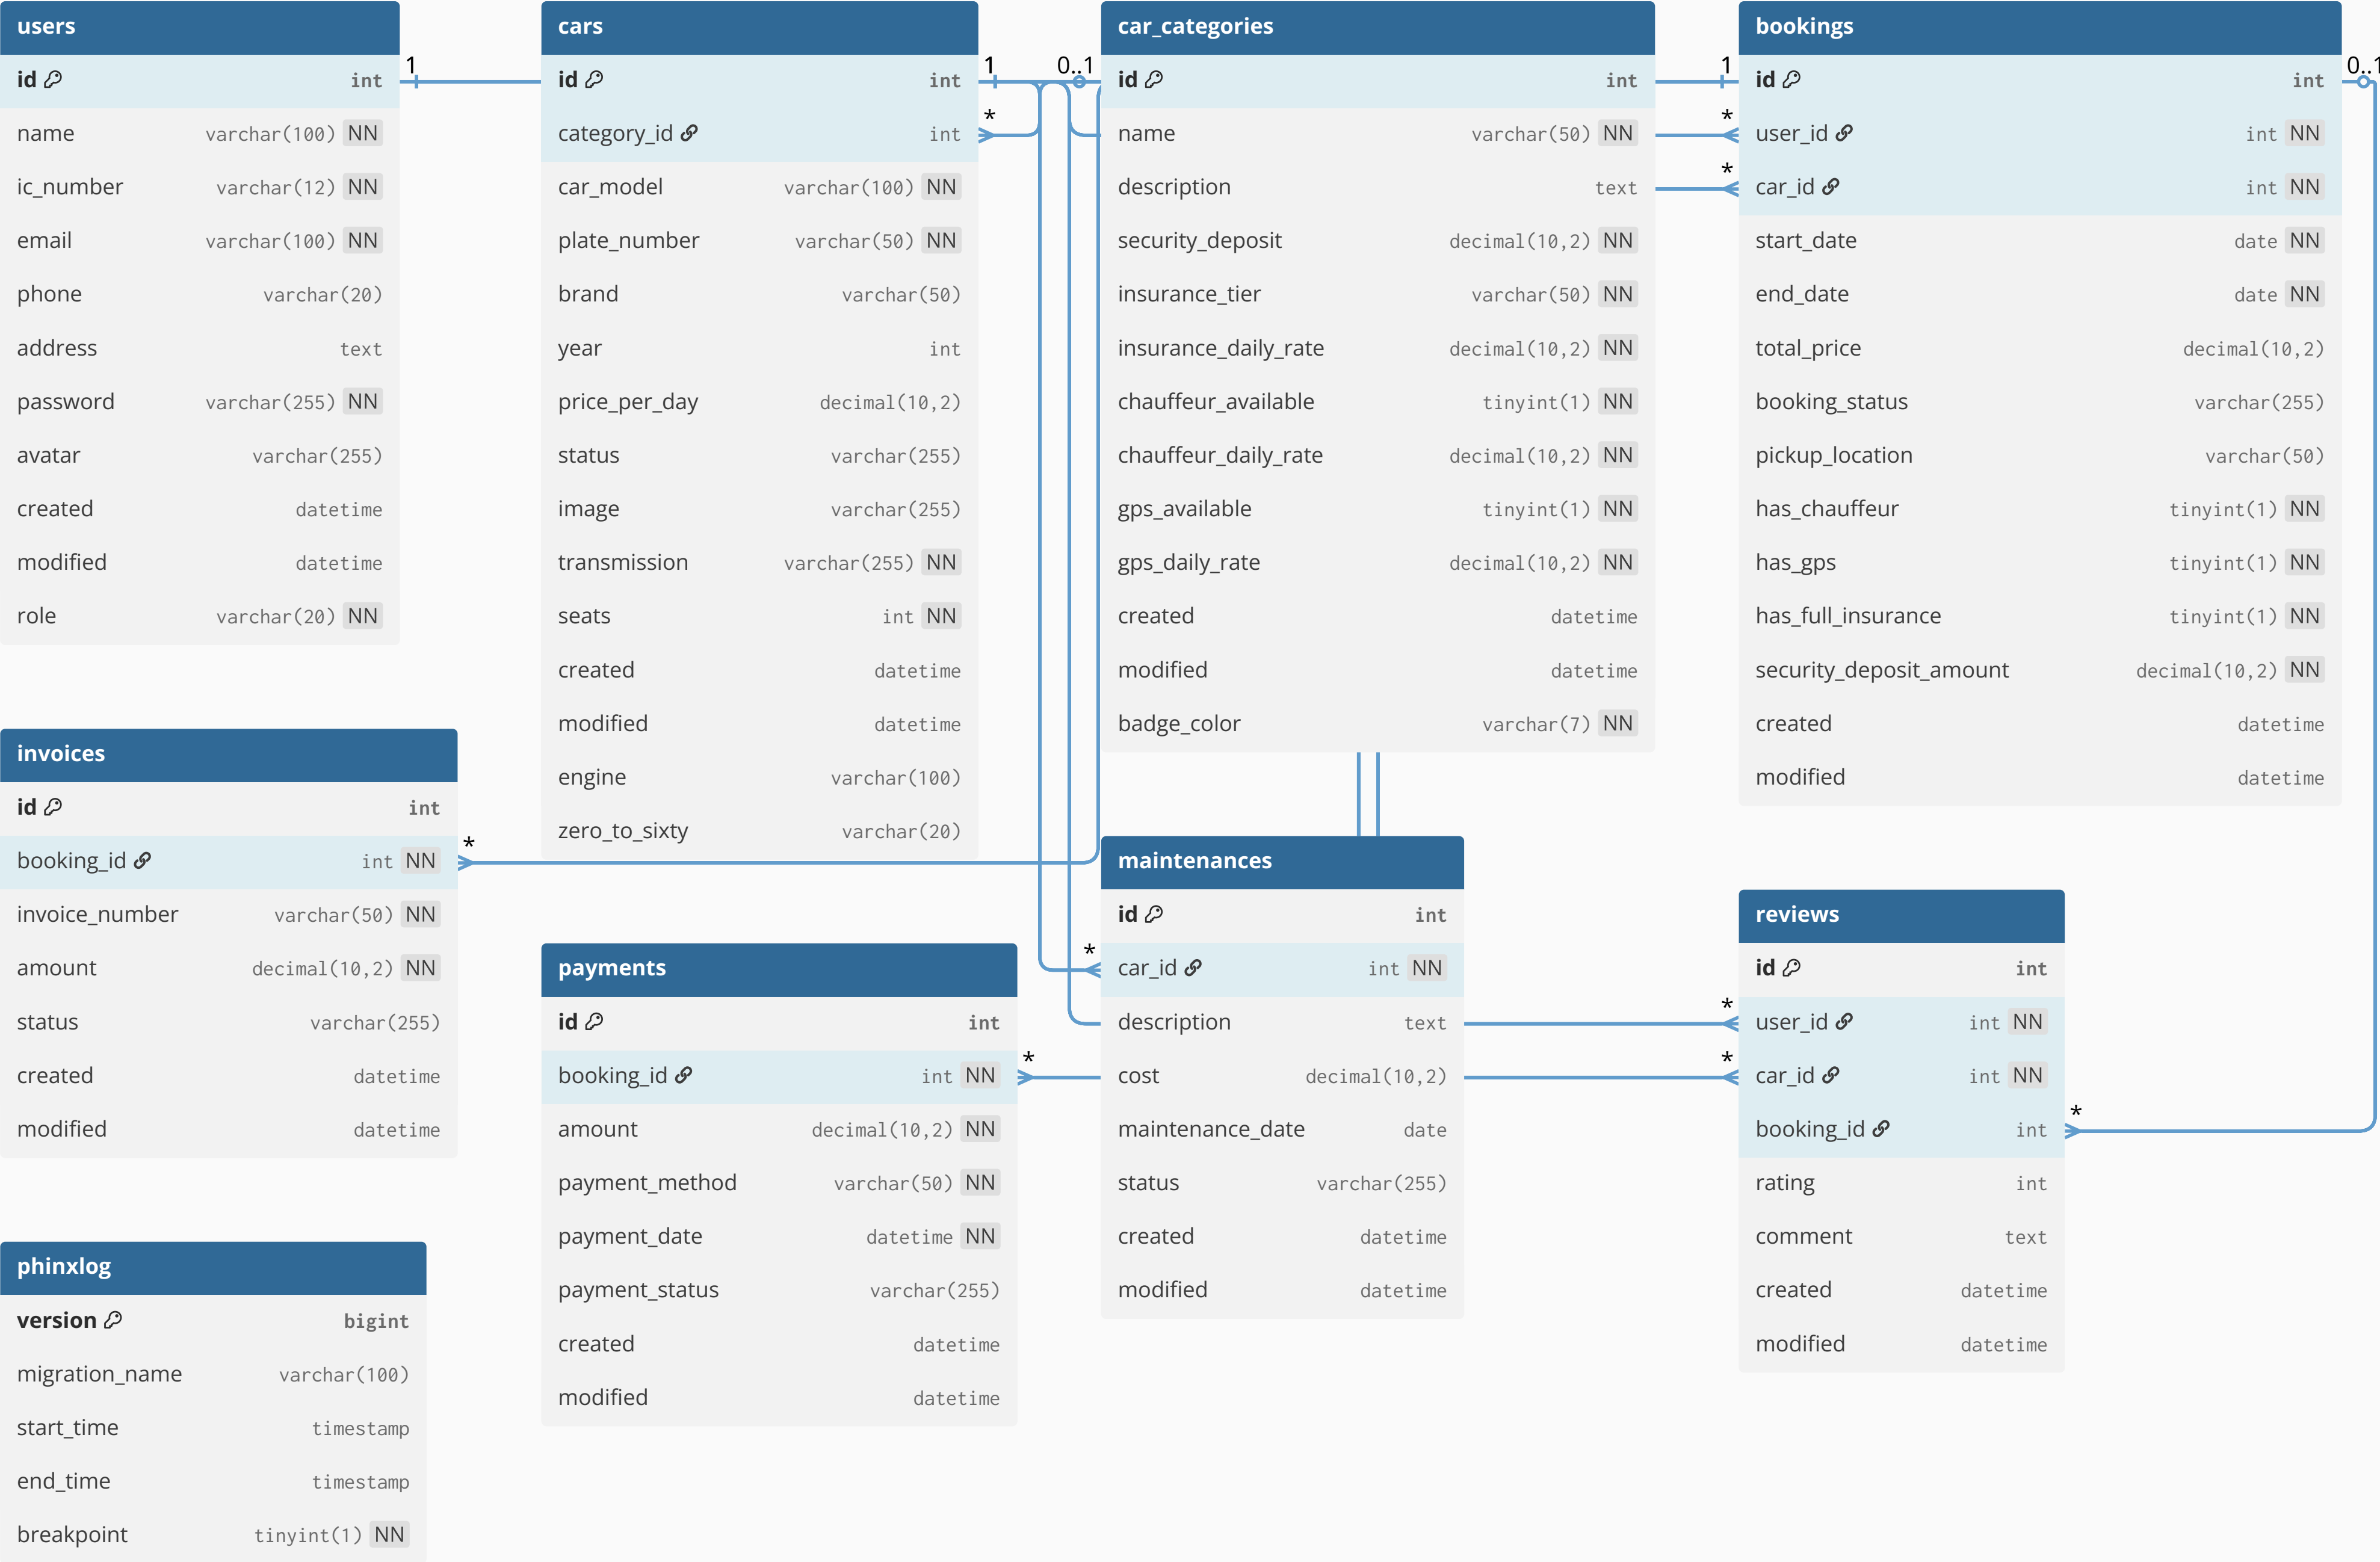 users
id int
name varchar(100) NN
ic_number varchar(12) NN
email varchar(100) NN
phone varchar(20)
address text
password varchar(255) NN
avatar varchar(255)
created datetime
modified datetime
role varchar(20) NN
1
cars
id int
category_id int
car_model varchar(100) NN
plate_number varchar(50) NN
brand varchar(50)
year int
price_per_day decimal(10,2)
status varchar(255)
image varchar(255)
transmission varchar(255) NN
seats int NN
created datetime
modified datetime
engine varchar(100)
zero_to_sixty varchar(20)
1
0..1
*
car_categories
id int
name varchar(50) NN
description text
security_deposit decimal(10,2) NN
insurance_tier varchar(50) NN
insurance_daily_rate decimal(10,2) NN
chauffeur_available tinyint(1) NN
chauffeur_daily_rate decimal(10,2) NN
gps_available tinyint(1) NN
gps_daily_rate decimal(10,2) NN
created datetime
modified datetime
badge_color varchar(7) NN
1
*
*
bookings
id int
user_id int NN
car_id int NN
start_date date NN
end_date date NN
total_price decimal(10,2)
booking_status varchar(255)
pickup_location varchar(50)
has_chauffeur tinyint(1) NN
has_gps tinyint(1) NN
has_full_insurance tinyint(1) NN
security_deposit_amount decimal(10,2) NN
created datetime
modified datetime
0..1
invoices
id int
booking_id int NN
invoice_number varchar(50) NN
amount decimal(10,2) NN
status varchar(255)
created datetime
modified datetime
*
payments
id int
booking_id int NN
amount decimal(10,2) NN
payment_method varchar(50) NN
payment_date datetime NN
payment_status varchar(255)
created datetime
modified datetime
*
*
maintenances
id int
car_id int NN
description text
cost decimal(10,2)
maintenance_date date
status varchar(255)
created datetime
modified datetime
*
*
reviews
id int
user_id int NN
car_id int NN
booking_id int
rating int
comment text
created datetime
modified datetime
*
phinxlog
version bigint
migration_name varchar(100)
start_time timestamp
end_time timestamp
breakpoint tinyint(1) NN